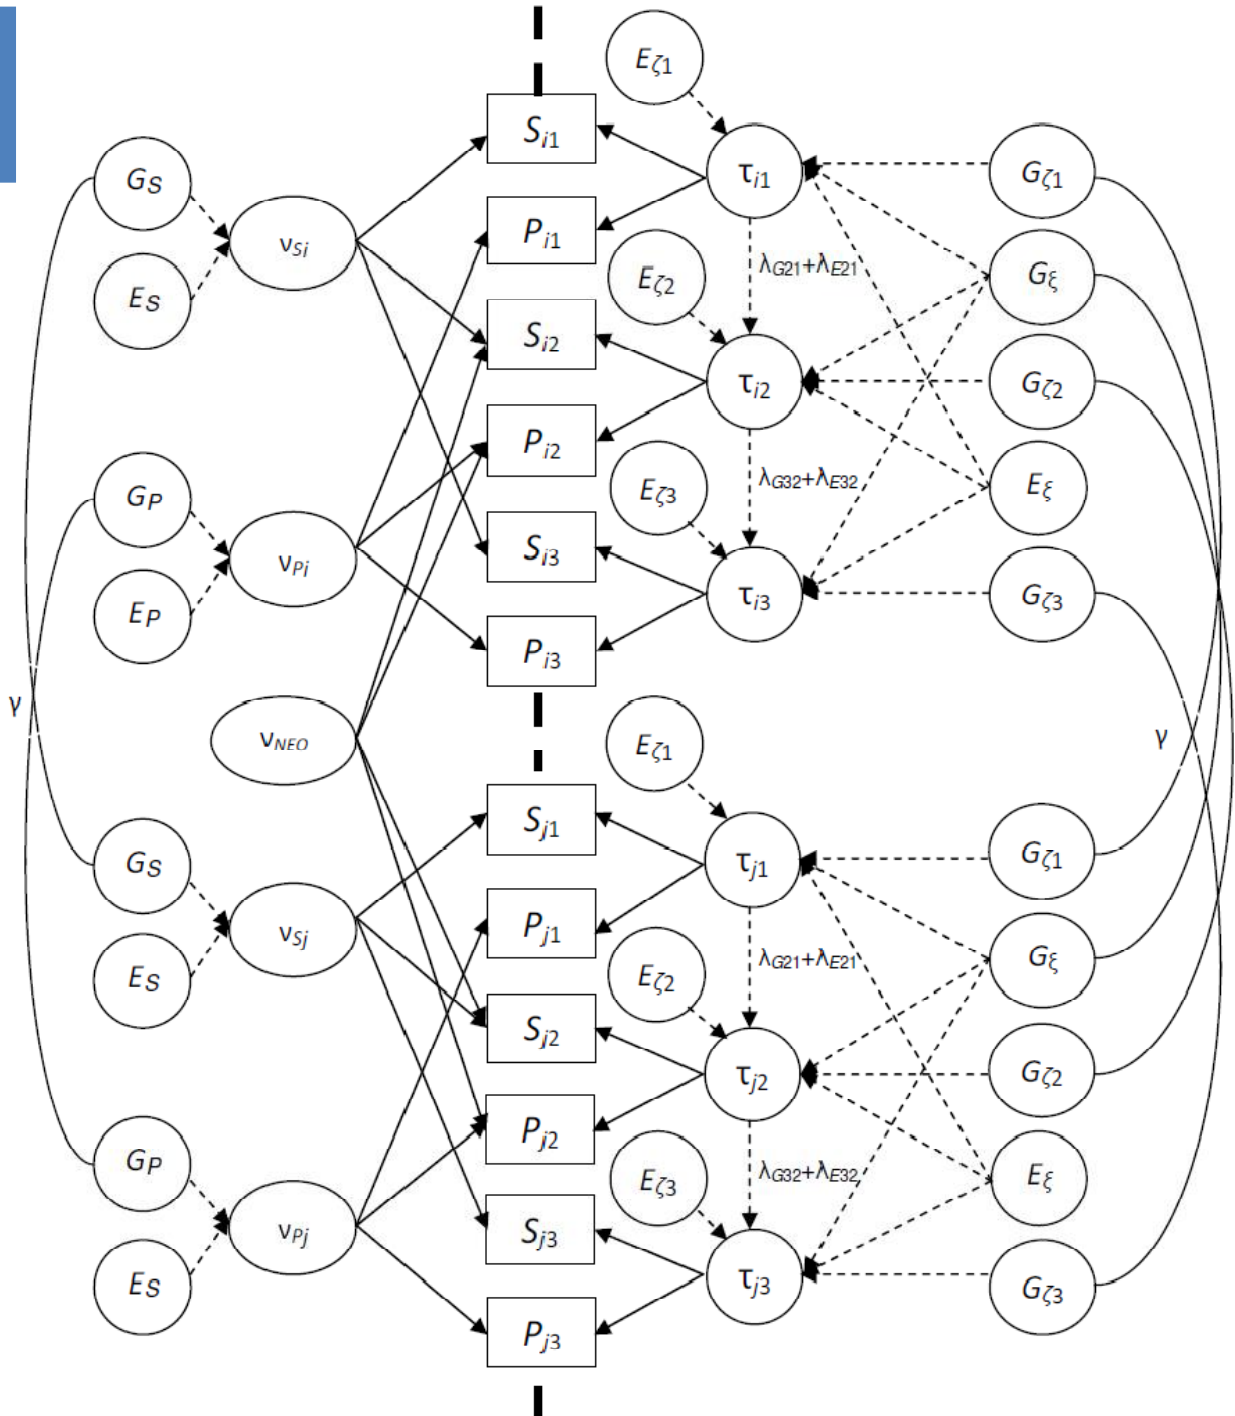 Eζ1
Si1
GS
τi1
Gζ1
νSi
Pi1
λG21+λE21
Gξ
Eζ2
ES
Si2
τi2
Gζ2
Pi2
GP
Eζ3
λG32+λE32
Eξ
νPi
Si3
τi3
Gζ3
EP
Pi3
γ
νNEO
Eζ1
γ
Sj1
GS
τj1
Gζ1
νSj
Pj1
λG21+λE21
Gξ
Eζ2
ES
Sj2
τj2
Gζ2
Pj2
GP
Eζ3
λG32+λE32
Eξ
νPj
Sj3
τj3
Gζ3
ES
Pj3